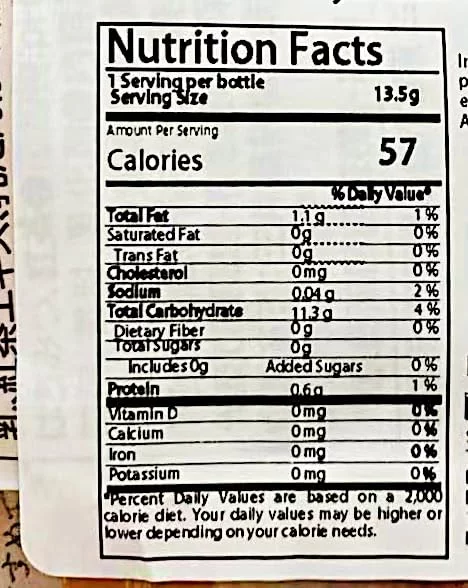 Nutrition Facts
1 Serving per bottle
Serving Size 13.5g
Amount Per Serving
Calories 57
% Daily Value*
Total Fat 1.1g 1%
Saturated Fat 0g 0%
Trans Fat 0g 0%
Cholesterol 0mg 0%
Sodium 0.04g 2%
Total Carbohydrate 11.3g 4%
Dietary Fiber 0g 0%
Total Sugars 0g
Includes 0g Added Sugars 0%
Protein 0.6g 1%
Vitamin D 0mg 0%
Calcium 0mg 0%
Iron 0mg 0%
Potassium 0mg 0%
*Percent Daily Values are based on a 2,000
calorie diet. Your daily values may be higher or
lower depending on your calorie needs.